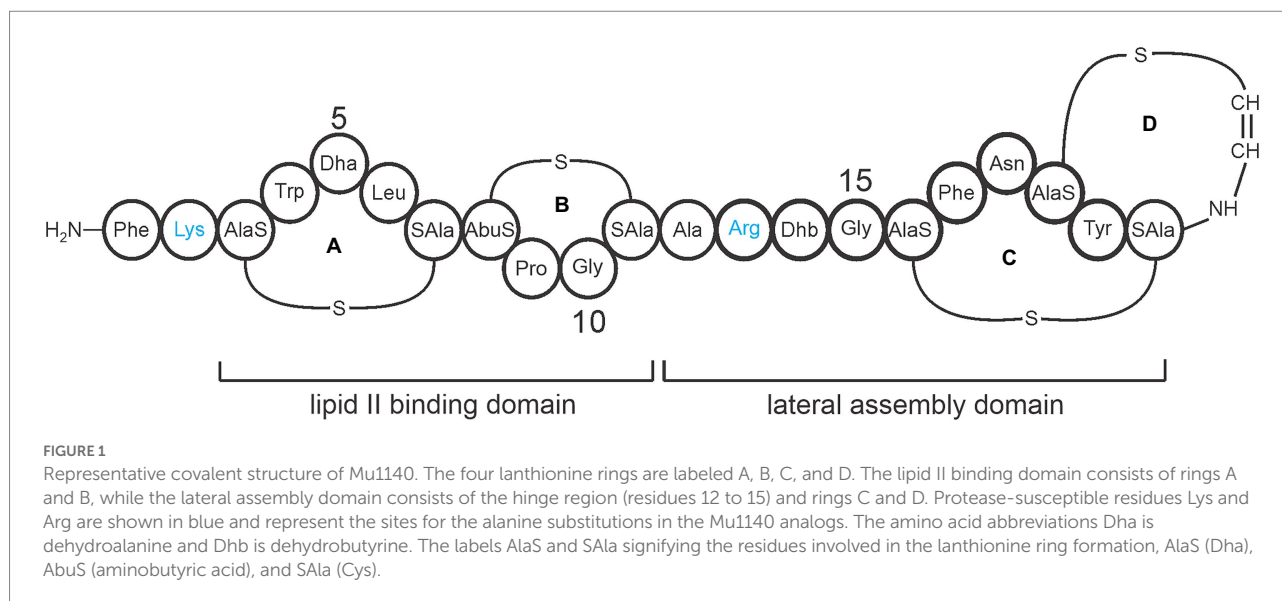 5
15
10
H₂N
Phe
Lys
AlaS
Trp
Dha
Leu
SAla
AbuS
Pro
Gly
SAla
Ala
Arg
Dhb
Gly
AlaS
Phe
Asn
AlaS
Tyr
SAla
NH
CH
CH
S
S
S
S
A
B
C
D
lipid II binding domain
lateral assembly domain
FIGURE 1
Representative covalent structure of Mu1140. The four lanthionine rings are labeled A, B, C, and D. The lipid II binding domain consists of rings A
and B, while the lateral assembly domain consists of the hinge region (residues 12 to 15) and rings C and D. Protease-susceptible residues Lys and
Arg are shown in blue and represent the sites for the alanine substitutions in the Mu1140 analogs. The amino acid abbreviations Dha is
dehydroalanine and Dhb is dehydrobutyrine. The labels AlaS and SAla signifying the residues involved in the lanthionine ring formation, AlaS (Dha),
AbuS (aminobutyric acid), and SAla (Cys).